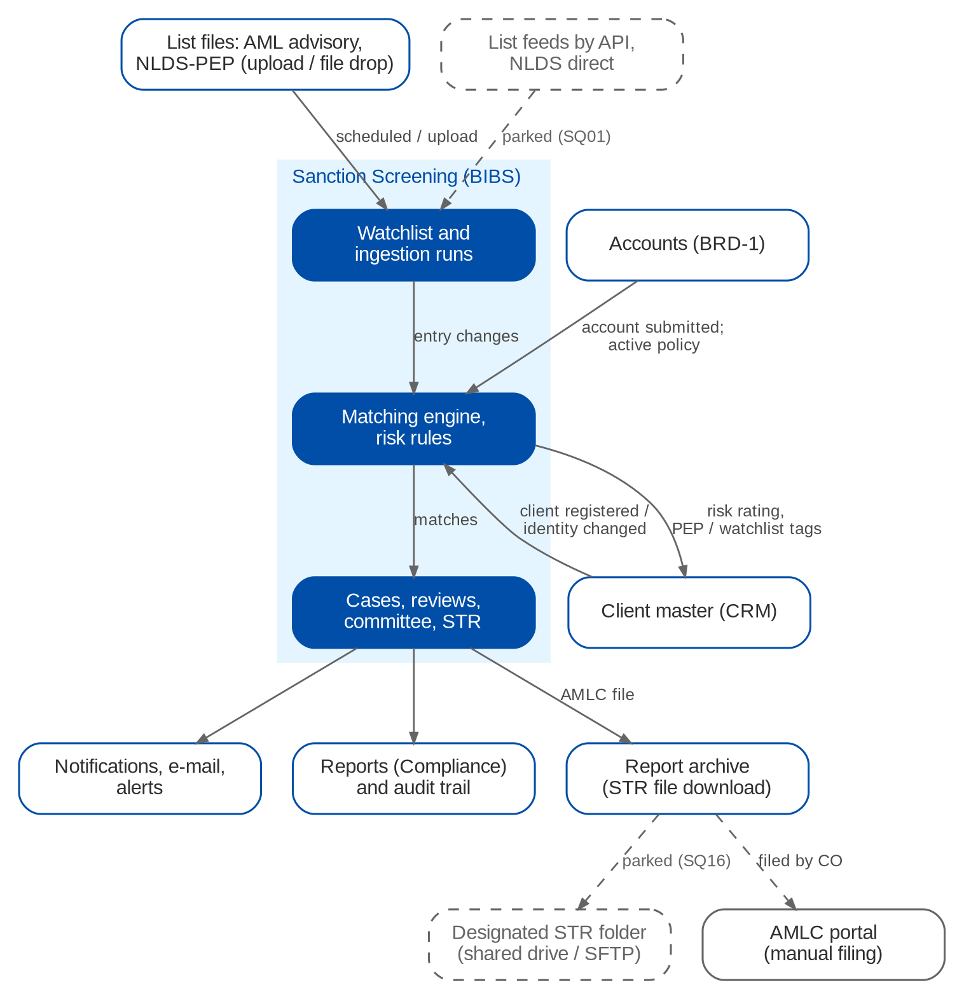 List files: AML advisory,
NLDS-PEP (upload / file drop)
List feeds by API,
NLDS direct
scheduled / upload
parked (SQ01)
Sanction Screening (BIBS)
Watchlist and
ingestion runs
Accounts (BRD-1)
entry changes
account submitted;
active policy
Matching engine,
risk rules
matches
client registered /
identity changed
risk rating,
PEP / watchlist tags
Cases, reviews,
committee, STR
Client master (CRM)
AMLC file
Notifications, e-mail,
alerts
Reports (Compliance)
and audit trail
Report archive
(STR file download)
parked (SQ16)
filed by CO
Designated STR folder
(shared drive / SFTP)
AMLC portal
(manual filing)